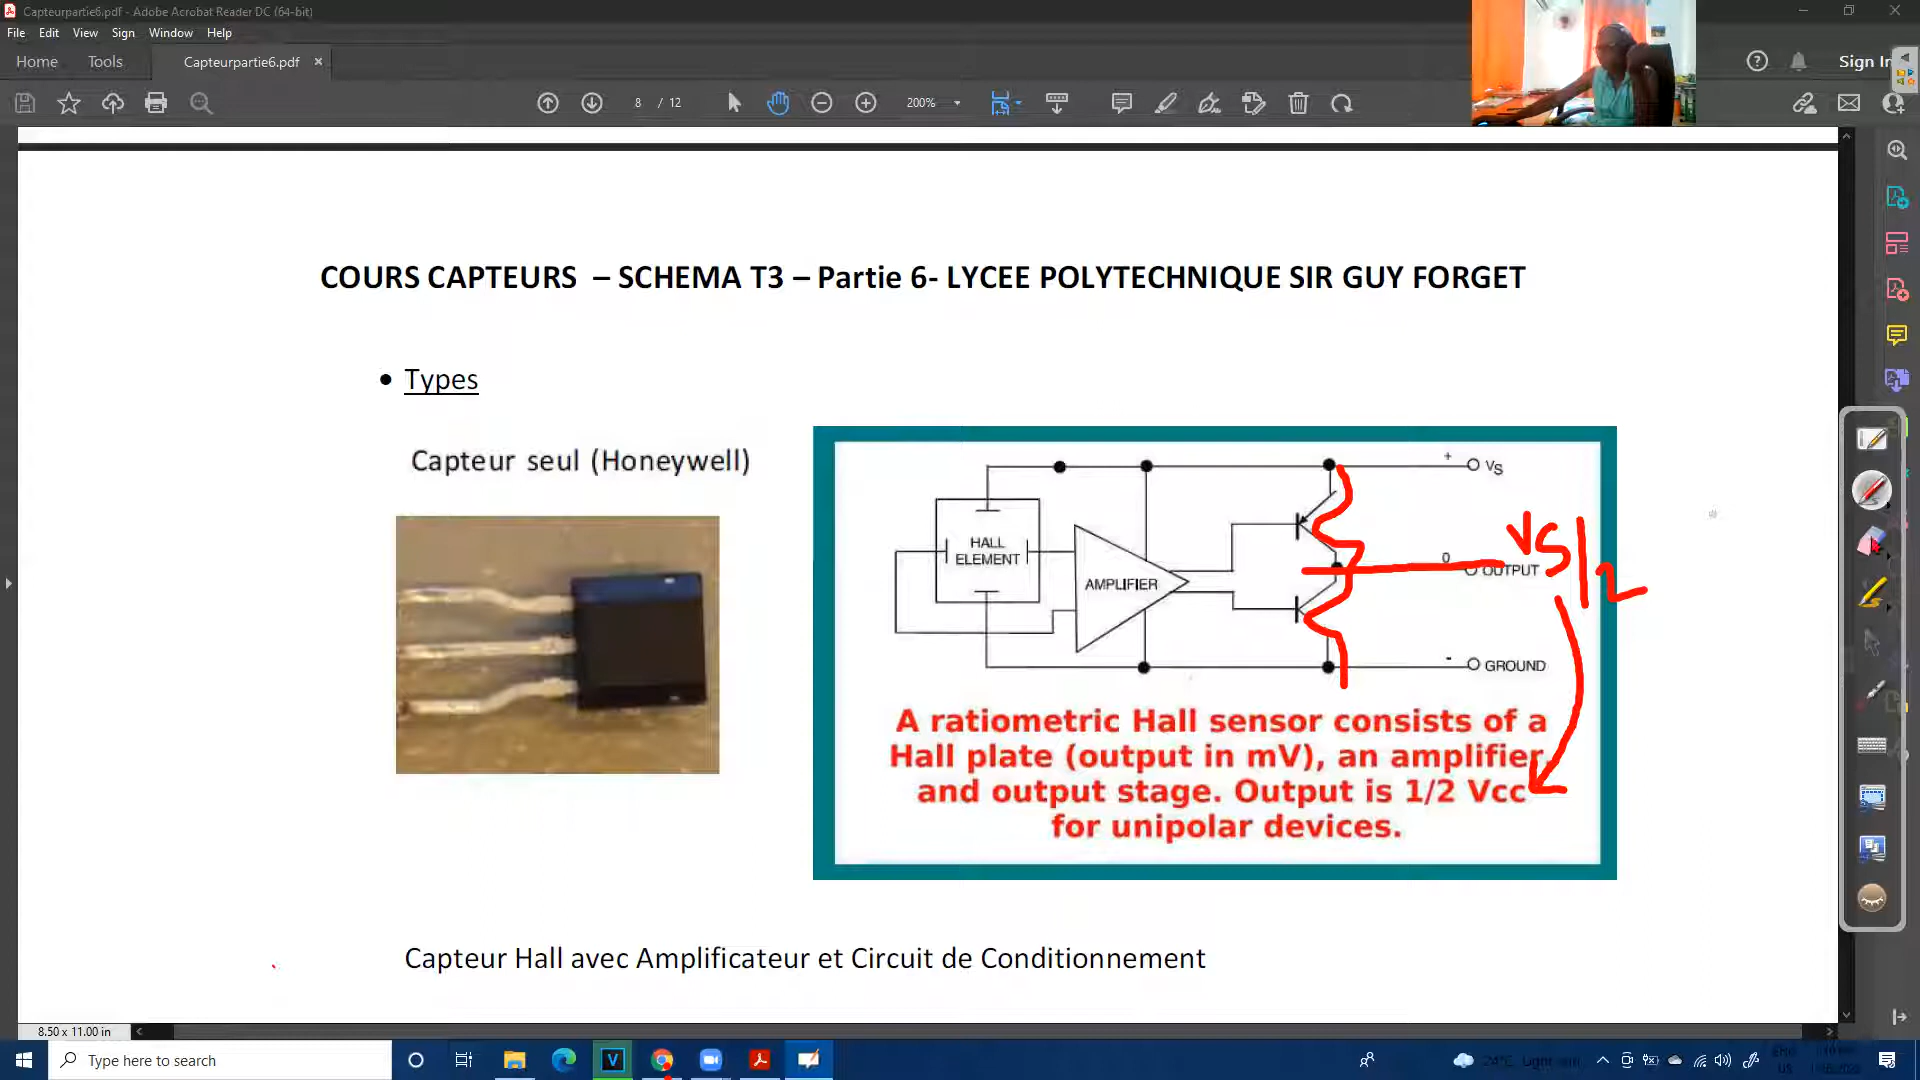 Capteurpartie6.pdf - Adobe Acrobat Reader DC (64-bit)
File Edit View Sign Window Help
Home Tools Capteurpartie6.pdf × Sign In
8 / 12 200%
COURS CAPTEURS – SCHEMA T3 – Partie 6- LYCEE POLYTECHNIQUE SIR GUY FORGET
• Types
Capteur seul (Honeywell)
+ VS
HALL
ELEMENT
AMPLIFIER
0 OUTPUT
VS/2
- GROUND
A ratiometric Hall sensor consists of a
Hall plate (output in mV), an amplifier,
and output stage. Output is 1/2 Vcc
for unipolar devices.
Capteur Hall avec Amplificateur et Circuit de Conditionnement
8.50 x 11.00 in
Type here to search
24°C Light rain